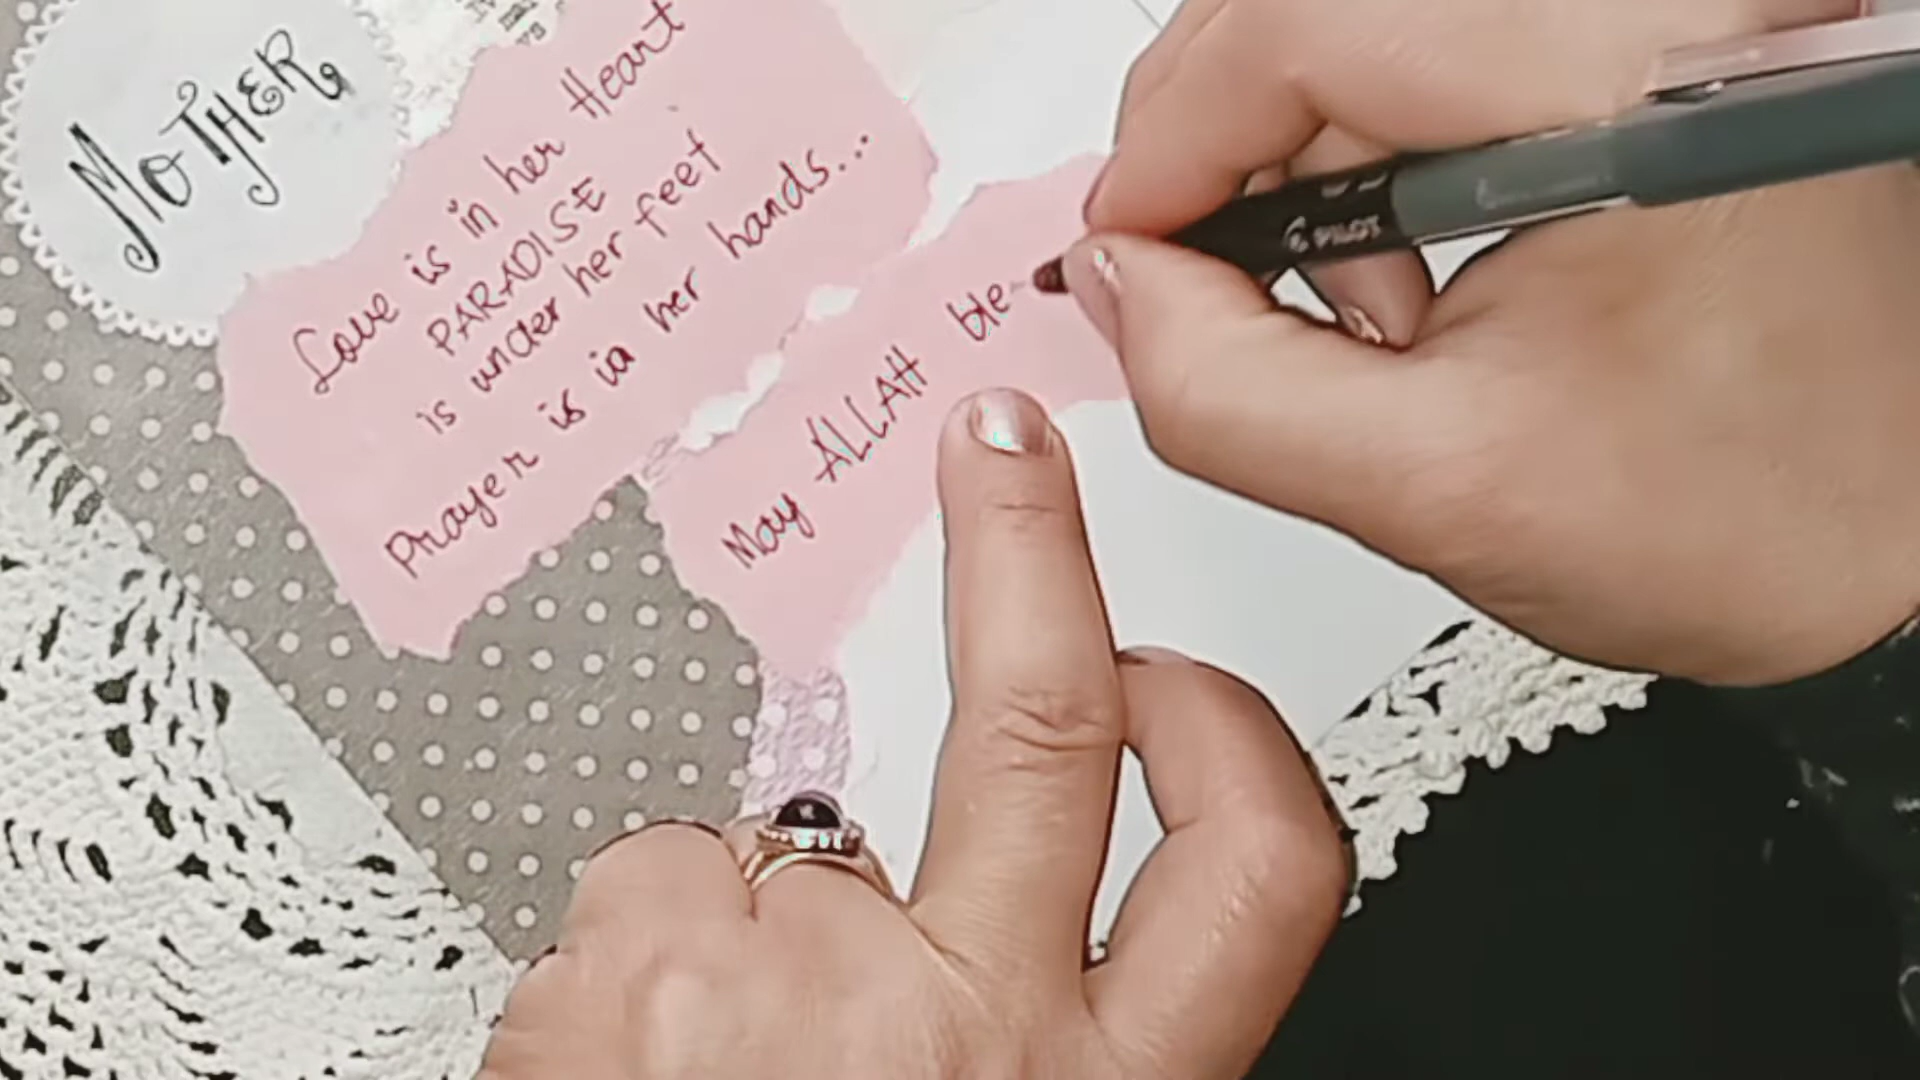 MOTHER
Love is in her Heart
PARADISE
is under her feet
Prayer is in her hands...
May ALLAH ble
PILOT